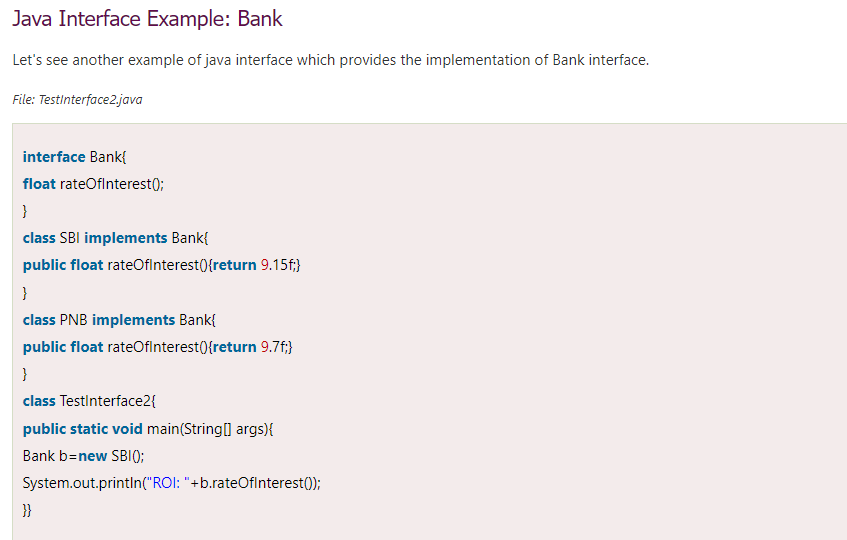 Java Interface Example: Bank
Let's see another example of java interface which provides the implementation of Bank interface.
File: TestInterface2.java
interface Bank{
float rateOfInterest();
}
class SBI implements Bank{
public float rateOfInterest(){return 9.15f;}
}
class PNB implements Bank{
public float rateOfInterest(){return 9.7f;}
}
class TestInterface2{
public static void main(String[] args){
Bank b=new SBI();
System.out.println("ROI: "+b.rateOfInterest());
}}